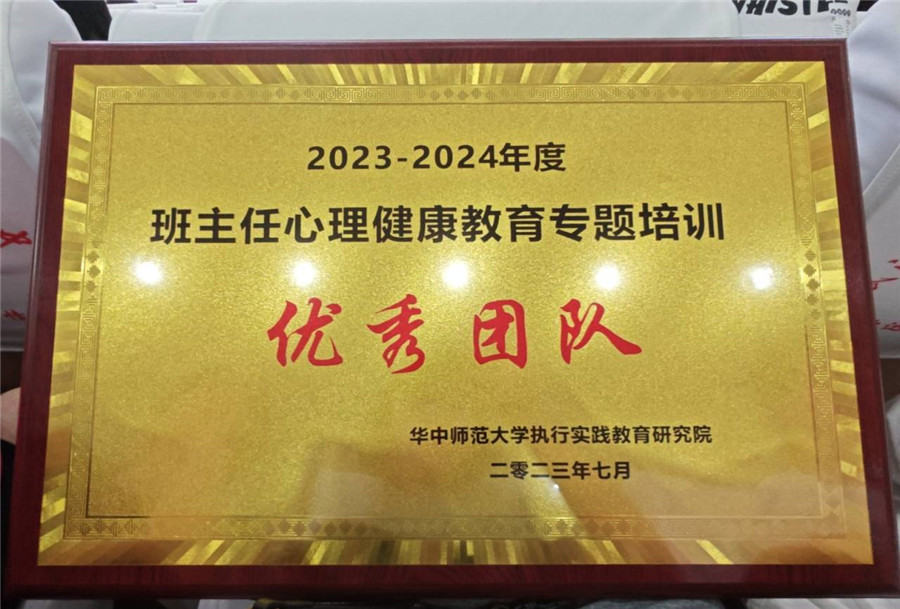 2023-2024年度
班主任心理健康教育专题培训
优秀团队
华中师范大学执行实践教育研究院
二零二三年七月